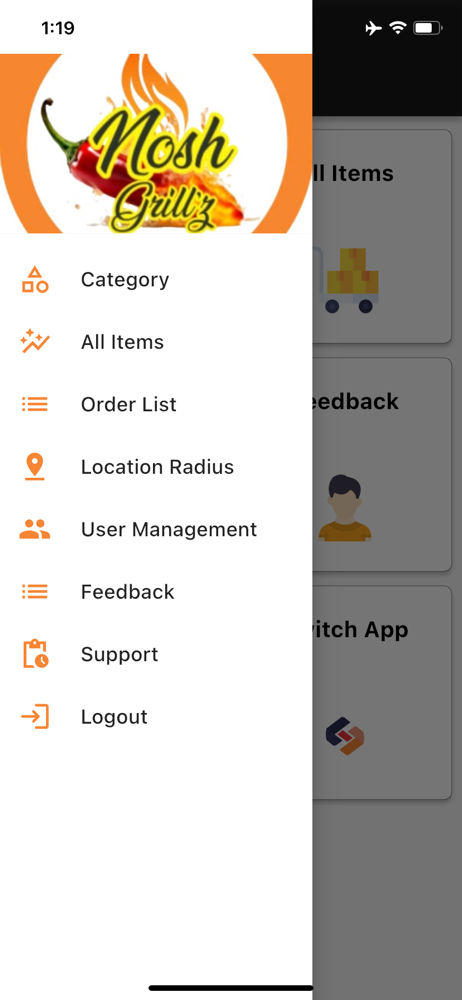 1:19
Nosh
Grill'z
Category
All Items
Order List
Location Radius
User Management
Feedback
Support
Logout
ll Items
eedback
itch App